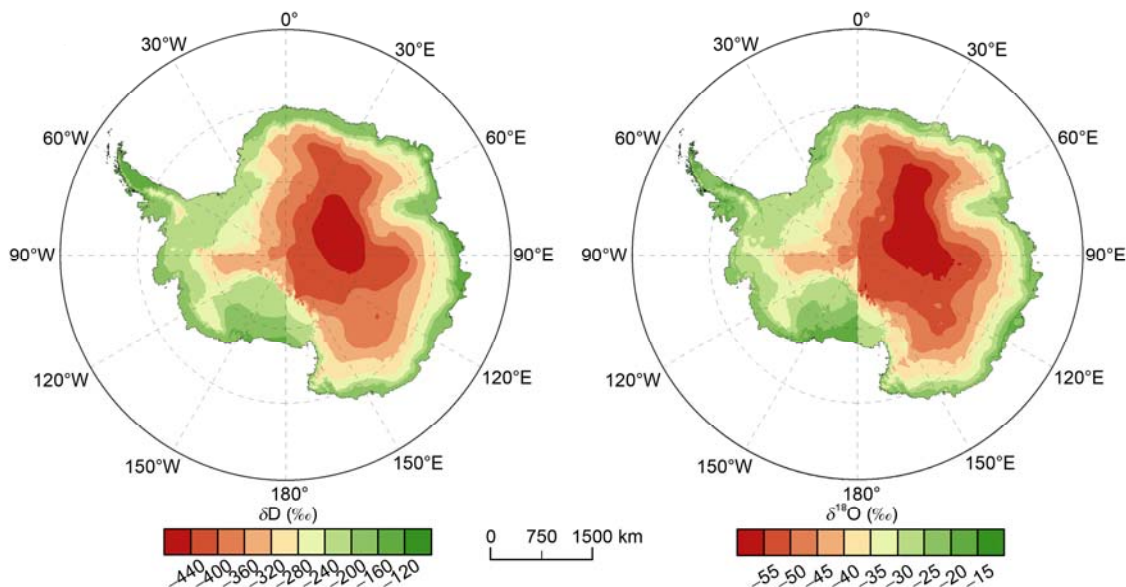 0° 0°
30°W 30°E 30°W 30°E
60°W 60°E 60°W 60°E
90°W 90°E 90°W 90°E
120°W 120°E 120°W 120°E
150°W 150°E 150°W 150°E
180° 180°
δD (‰) δ¹⁸O (‰)
0 750 1500 km
−440 −400 −360 −320 −280 −240 −200 −160 −120
−55 −50 −45 −40 −35 −30 −25 −20 −15